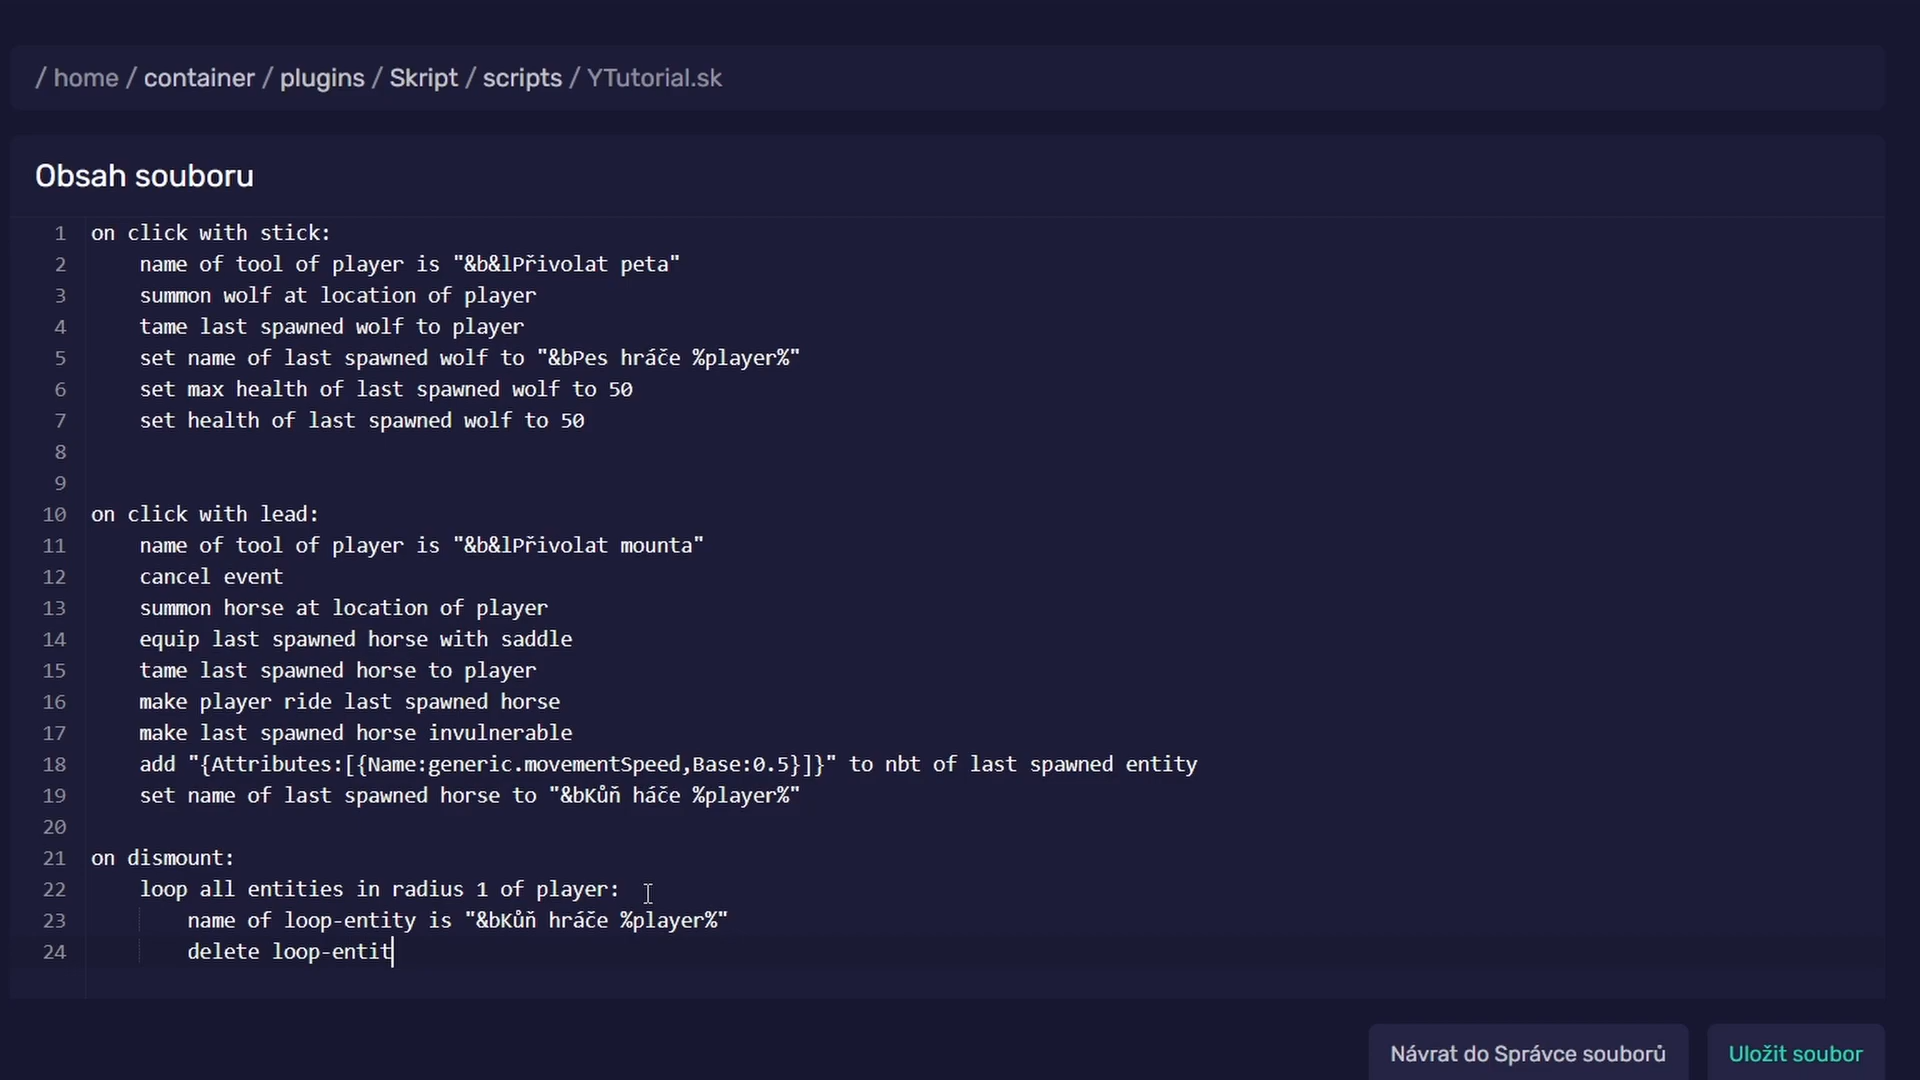 / home / container / plugins / Skript / scripts / YTutorial.sk
Obsah souboru
1 on click with stick:
2 name of tool of player is "&b&lPřivolat peta"
3 summon wolf at location of player
4 tame last spawned wolf to player
5 set name of last spawned wolf to "&bPes hráče %player%"
6 set max health of last spawned wolf to 50
7 set health of last spawned wolf to 50
8
9
10 on click with lead:
11 name of tool of player is "&b&lPřivolat mounta"
12 cancel event
13 summon horse at location of player
14 equip last spawned horse with saddle
15 tame last spawned horse to player
16 make player ride last spawned horse
17 make last spawned horse invulnerable
18 add "{Attributes:[{Name:generic.movementSpeed,Base:0.5}]}" to nbt of last spawned entity
19 set name of last spawned horse to "&bKůň háče %player%"
20
21 on dismount:
22 loop all entities in radius 1 of player:
23 name of loop-entity is "&bKůň hráče %player%"
24 delete loop-entit
Návrat do Správce souborů
Uložit soubor